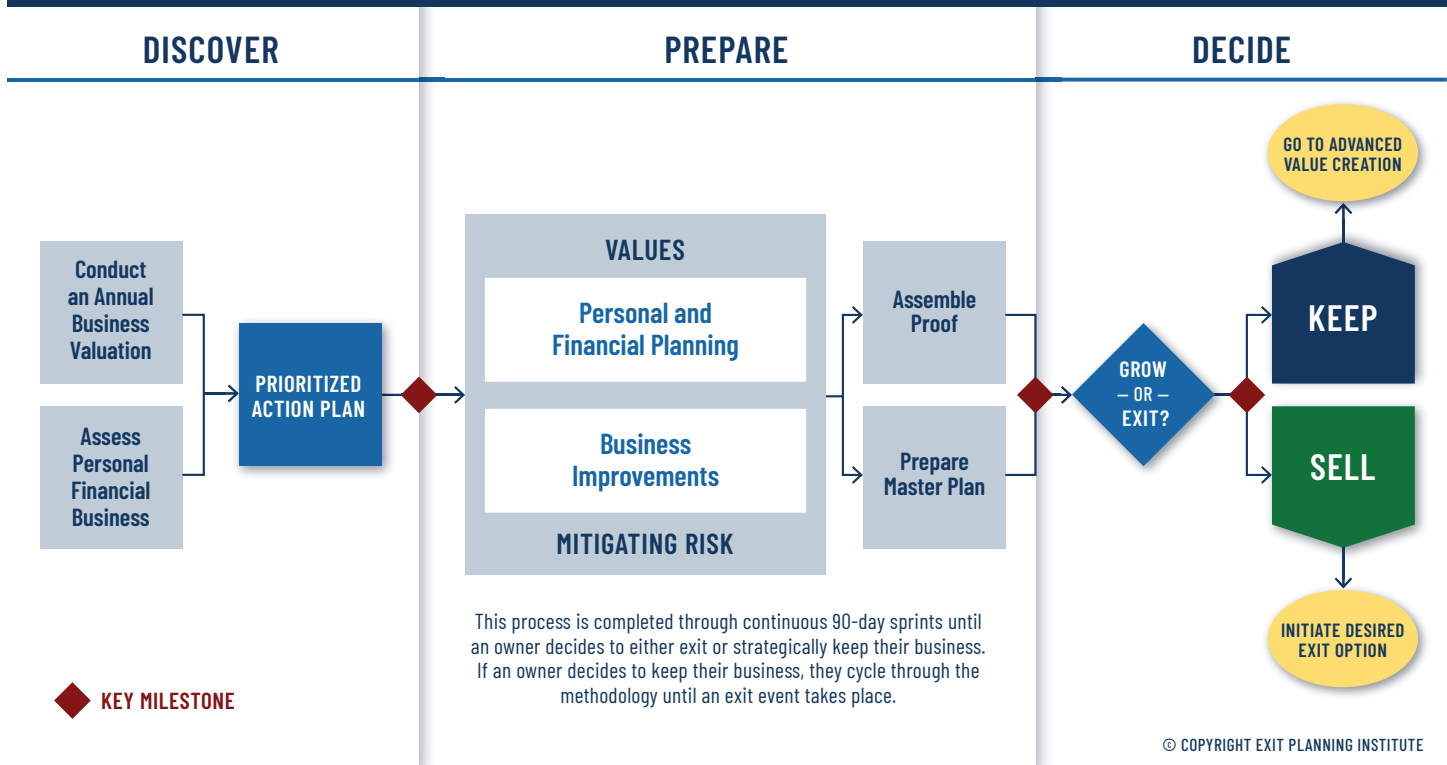 DISCOVER
PREPARE
DECIDE
Conduct
an Annual
Business
Valuation
Assess
Personal
Financial
Business
PRIORITIZED
ACTION PLAN
VALUES
Personal and
Financial Planning
Business
Improvements
MITIGATING RISK
Assemble
Proof
Prepare
Master Plan
This process is completed through continuous 90-day sprints until
an owner decides to either exit or strategically keep their business.
If an owner decides to keep their business, they cycle through the
methodology until an exit event takes place.
GROW
— OR —
EXIT?
GO TO ADVANCED
VALUE CREATION
KEEP
SELL
INITIATE DESIRED
EXIT OPTION
KEY MILESTONE
© COPYRIGHT EXIT PLANNING INSTITUTE